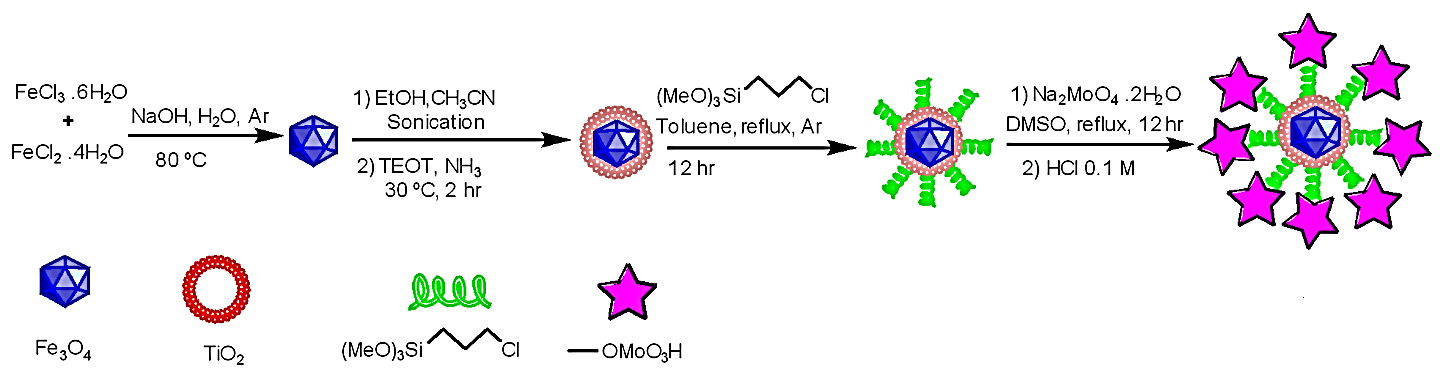 FeCl3 .6H2O
+
FeCl2 .4H2O
NaOH, H2O, Ar
80 ºC
1) EtOH,CH3CN
Sonication
2) TEOT, NH3
30 ºC, 2 hr
(MeO)3Si Cl
Toluene, reflux, Ar
12 hr
1) Na2MoO4 .2H2O
DMSO, reflux, 12 hr
2) HCl 0.1 M
Fe3O4
TiO2
(MeO)3Si Cl
OMoO3H